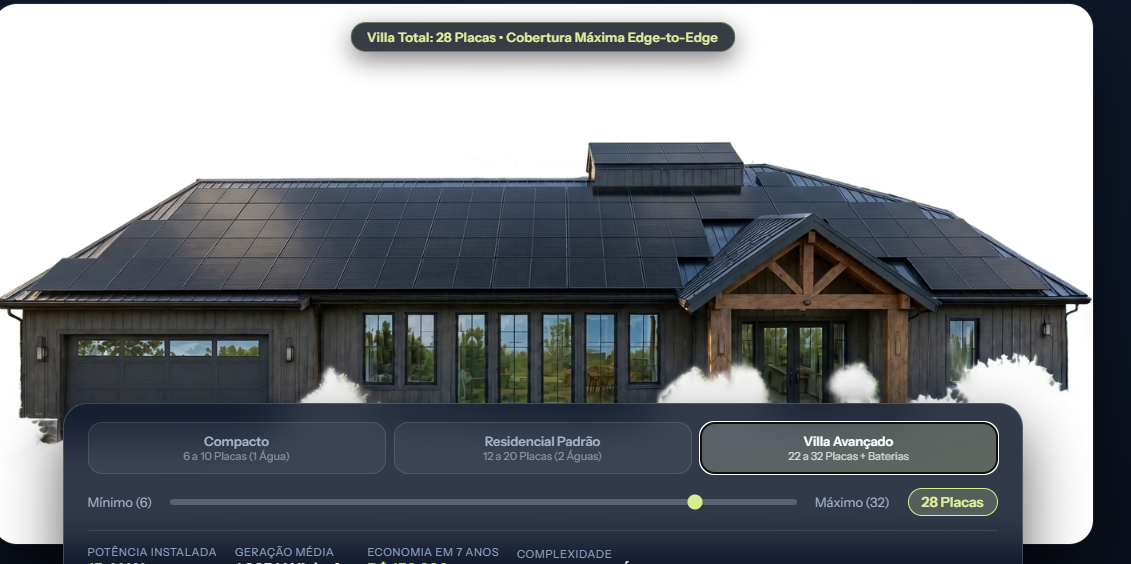 Villa Total: 28 Placas • Cobertura Máxima Edge-to-Edge
Compacto
6 a 10 Placas (1 Água)
Residencial Padrão
12 a 20 Placas (2 Águas)
Villa Avançado
22 a 32 Placas + Baterias
Mínimo (6)
Máximo (32)
28 Placas
POTÊNCIA INSTALADA
GERAÇÃO MÉDIA
ECONOMIA EM 7 ANOS
COMPLEXIDADE